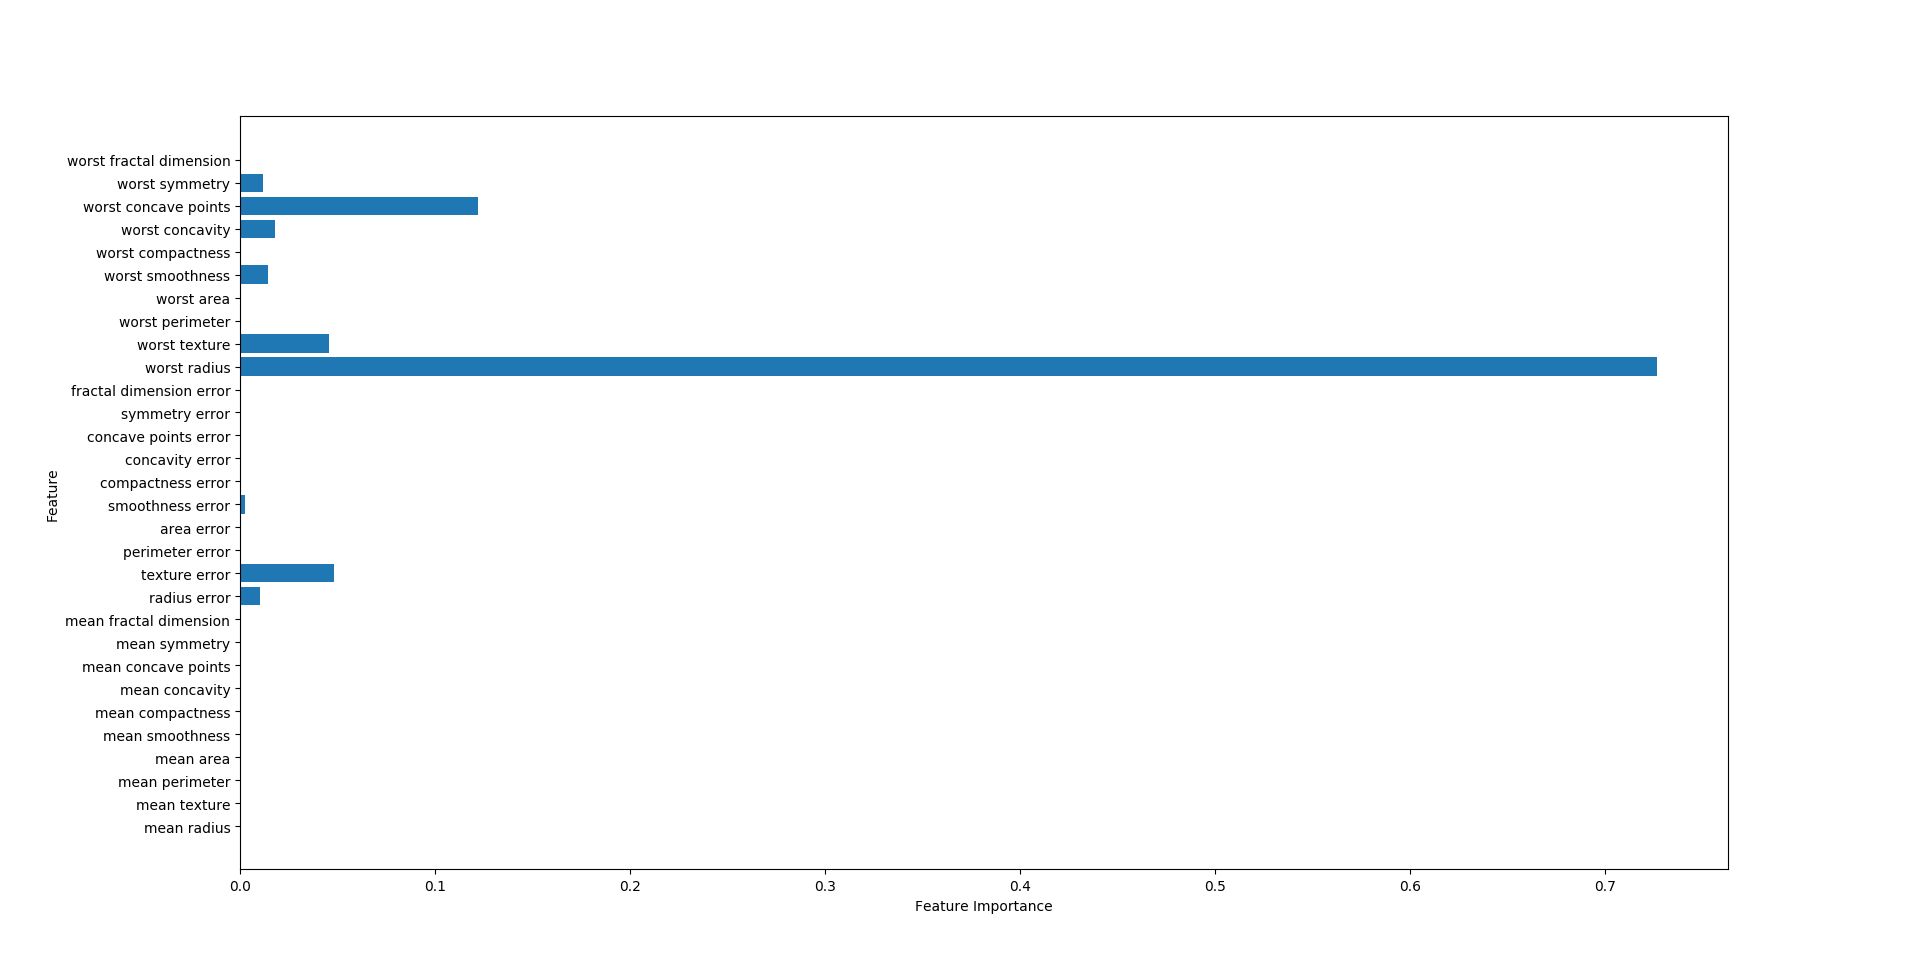 worst fractal dimension
worst symmetry
worst concave points
worst concavity
worst compactness
worst smoothness
worst area
worst perimeter
worst texture
worst radius
fractal dimension error
symmetry error
concave points error
concavity error
compactness error
smoothness error
area error
perimeter error
texture error
radius error
mean fractal dimension
mean symmetry
mean concave points
mean concavity
mean compactness
mean smoothness
mean area
mean perimeter
mean texture
mean radius
Feature
0.0 0.1 0.2 0.3 0.4 0.5 0.6 0.7
Feature Importance